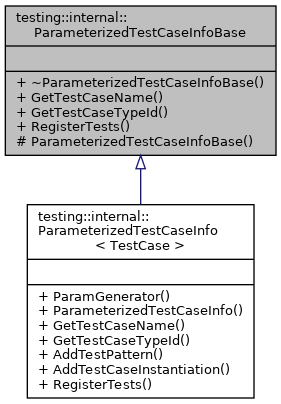 testing::internal::
ParameterizedTestCaseInfoBase
+ ~ParameterizedTestCaseInfoBase()
+ GetTestCaseName()
+ GetTestCaseTypeId()
+ RegisterTests()
# ParameterizedTestCaseInfoBase()
testing::internal::
ParameterizedTestCaseInfo
< TestCase >
+ ParamGenerator()
+ ParameterizedTestCaseInfo()
+ GetTestCaseName()
+ GetTestCaseTypeId()
+ AddTestPattern()
+ AddTestCaseInstantiation()
+ RegisterTests()